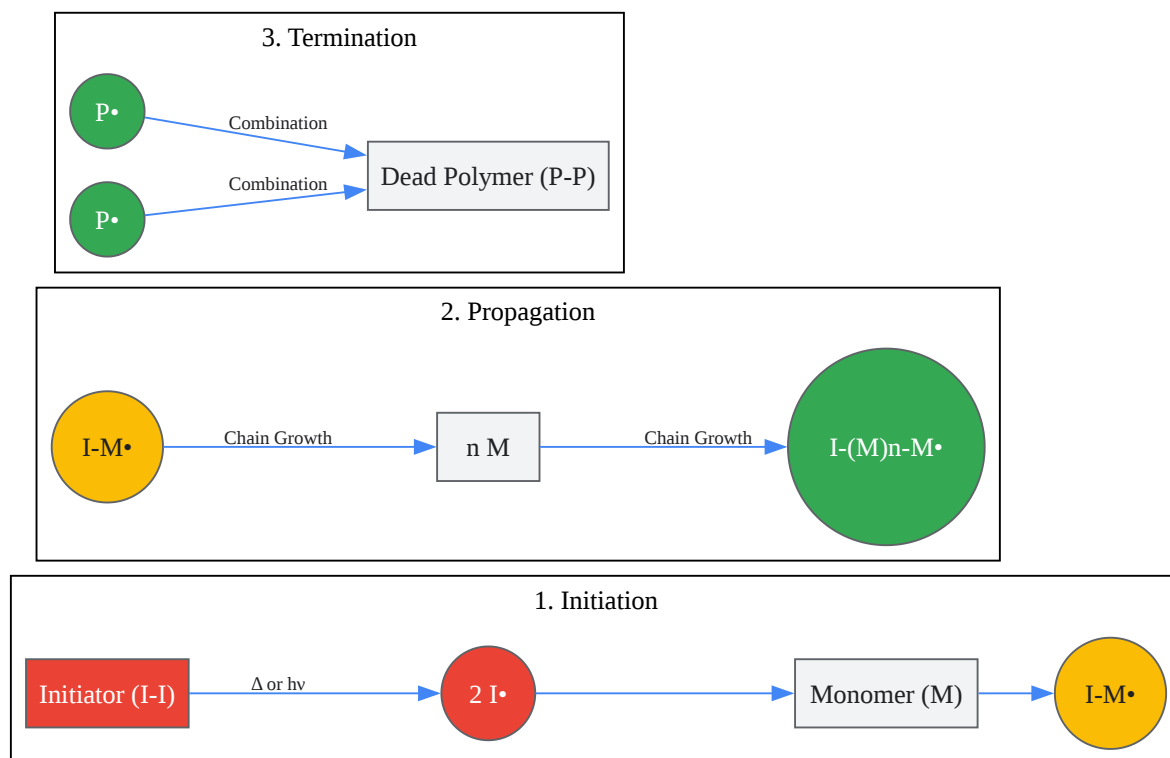 3. Termination
P•
Combination
Dead Polymer (P-P)
Combination
P•
2. Propagation
I-M•
Chain Growth
n M
Chain Growth
I-(M)n-M•
1. Initiation
Initiator (I-I)
Δ or hν
2 I•
Monomer (M)
I-M•